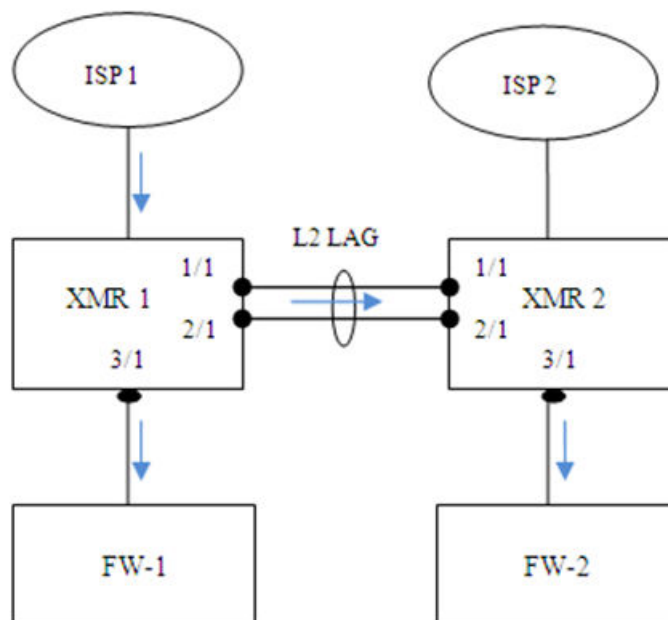 ISP 1
ISP 2
L2 LAG
1/1
1/1
XMR 1
XMR 2
2/1
2/1
3/1
3/1
FW-1
FW-2